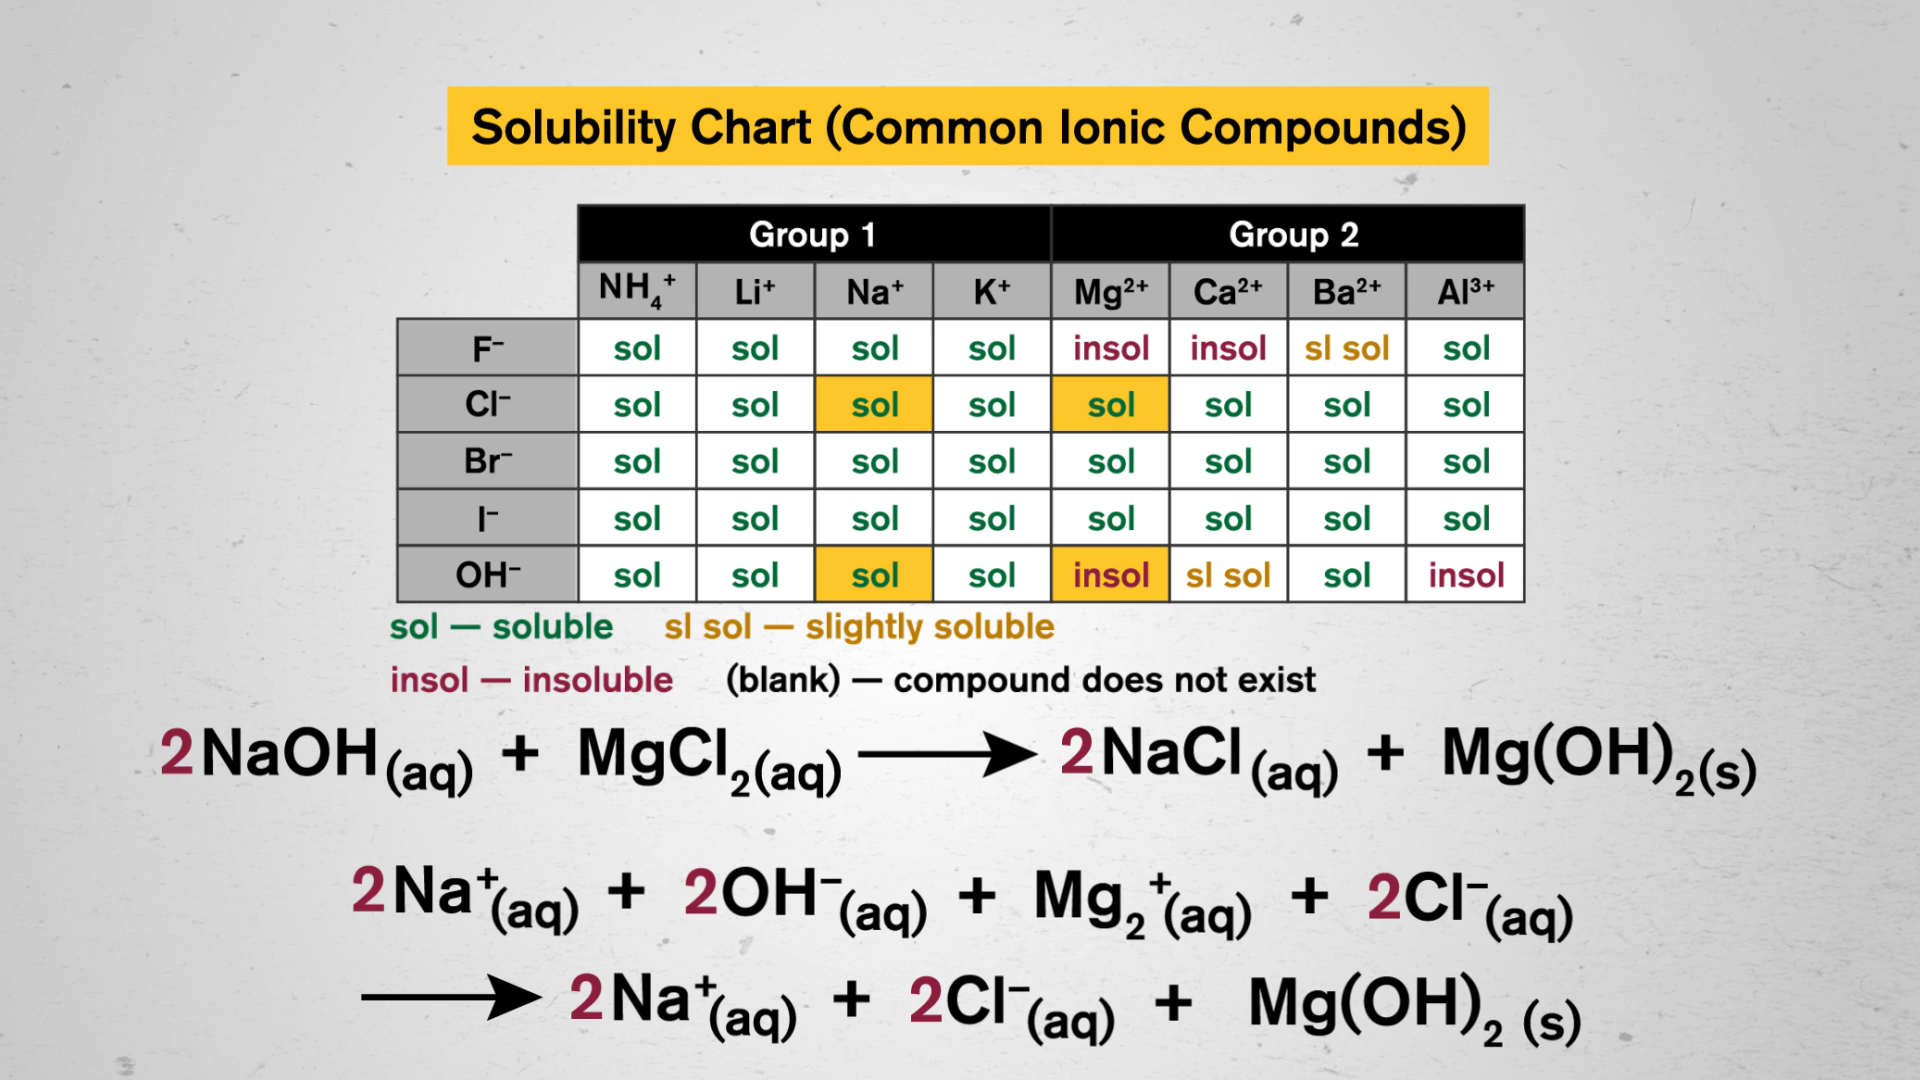 Solubility Chart (Common Ionic Compounds)
Group 1 Group 2
NH₄⁺ Li⁺ Na⁺ K⁺ Mg²⁺ Ca²⁺ Ba²⁺ Al³⁺
F⁻ sol sol sol sol insol insol sl sol sol
Cl⁻ sol sol sol sol sol sol sol sol
Br⁻ sol sol sol sol sol sol sol sol
I⁻ sol sol sol sol sol sol sol sol
OH⁻ sol sol sol sol insol sl sol sol insol
sol — soluble sl sol — slightly soluble
insol — insoluble (blank) — compound does not exist
2NaOH(aq) + MgCl₂(aq) ⟶ 2NaCl(aq) + Mg(OH)₂(s)
2Na⁺(aq) + 2OH⁻(aq) + Mg₂⁺(aq) + 2Cl⁻(aq)
⟶ 2Na⁺(aq) + 2Cl⁻(aq) + Mg(OH)₂ (s)